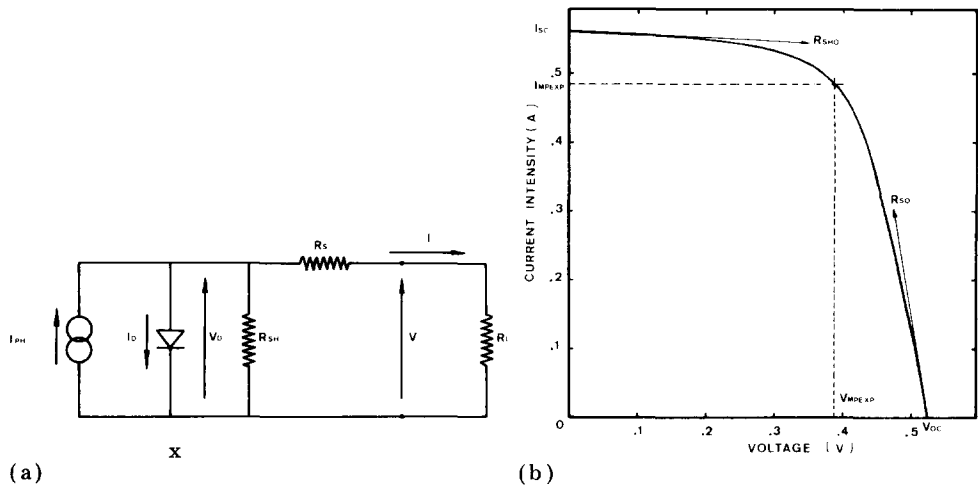 I
RS
IPH
ID
VD
RSH
V
RL
X
(a)
ISC
RSHO
.5
IMPEXP
.4
.3
RSO
.2
.1
VMPEXP
0
.1
.2
.3
.4
.5
VOC
CURRENT INTENSITY (A)
VOLTAGE (V)
(b)